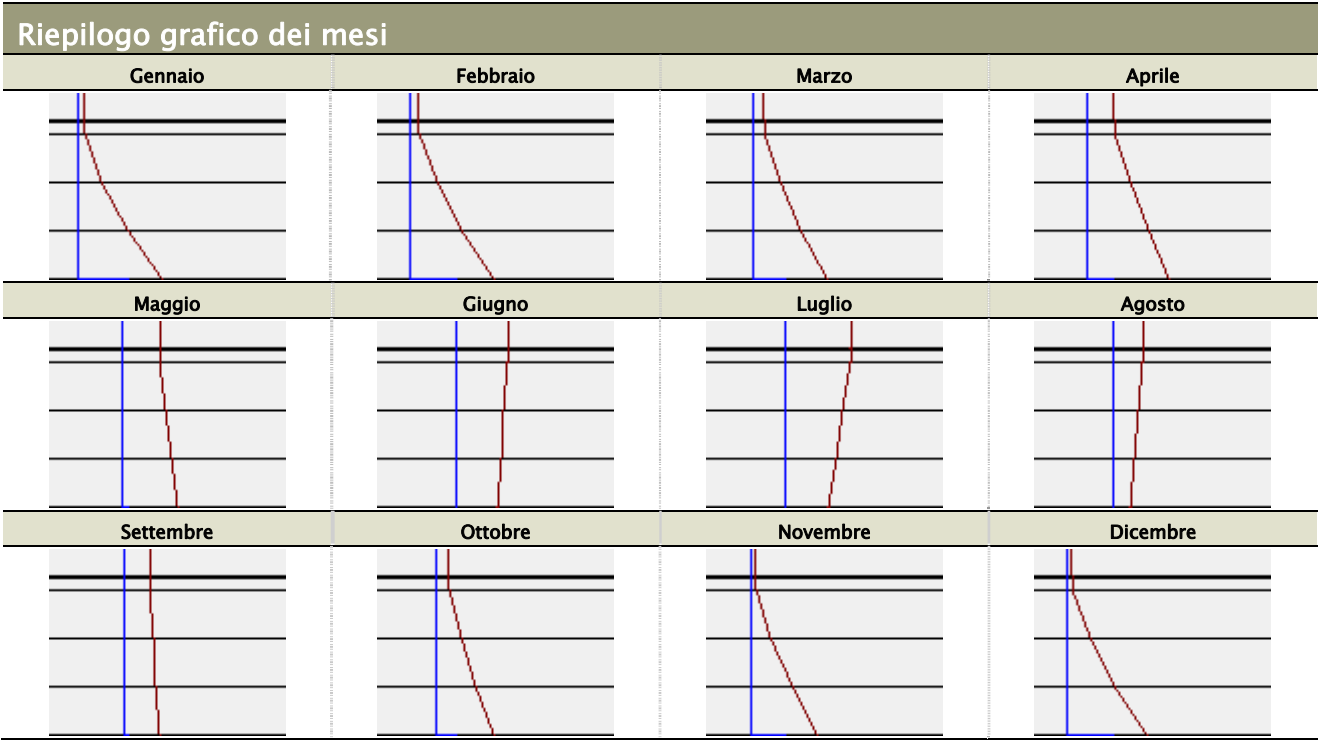 Riepilogo grafico dei mesi
Gennaio Febbraio Marzo Aprile
Maggio Giugno Luglio Agosto
Settembre Ottobre Novembre Dicembre